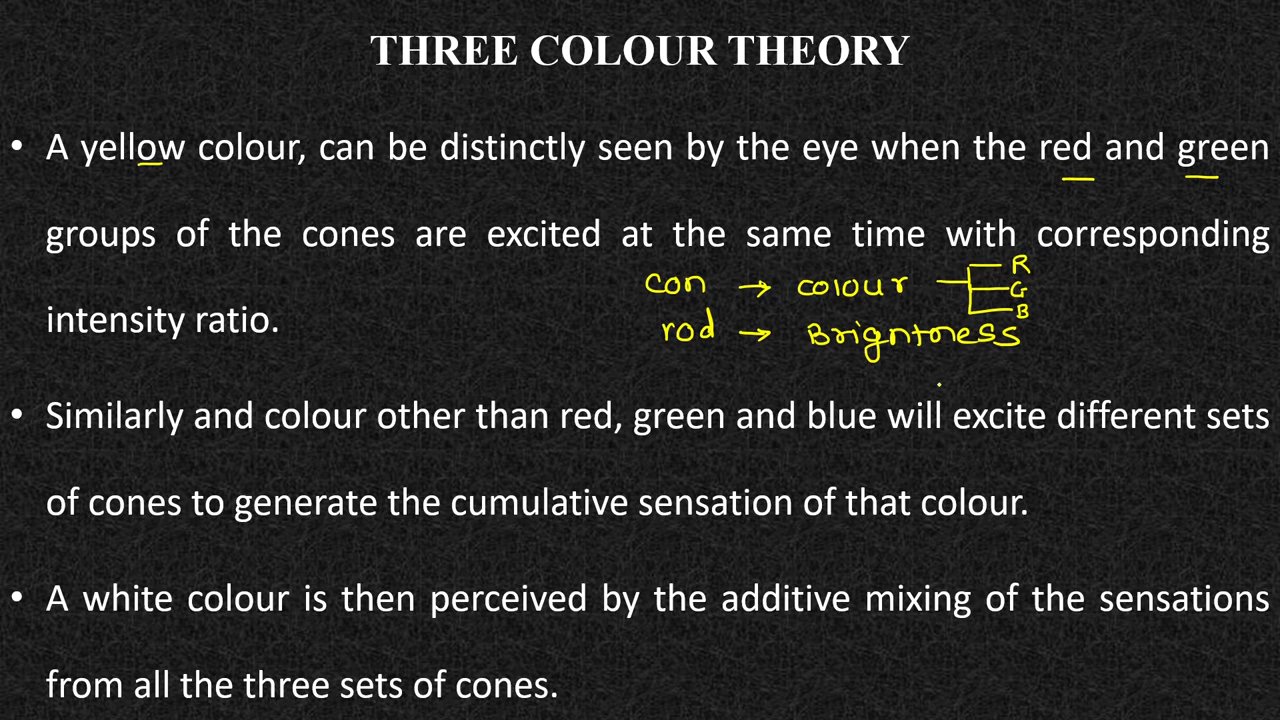 THREE COLOUR THEORY
• A yellow colour, can be distinctly seen by the eye when the red and green
groups of the cones are excited at the same time with corresponding
con → colour R
G
B
intensity ratio.
rod → Brigntness
• Similarly and colour other than red, green and blue will excite different sets
of cones to generate the cumulative sensation of that colour.
• A white colour is then perceived by the additive mixing of the sensations
from all the three sets of cones.